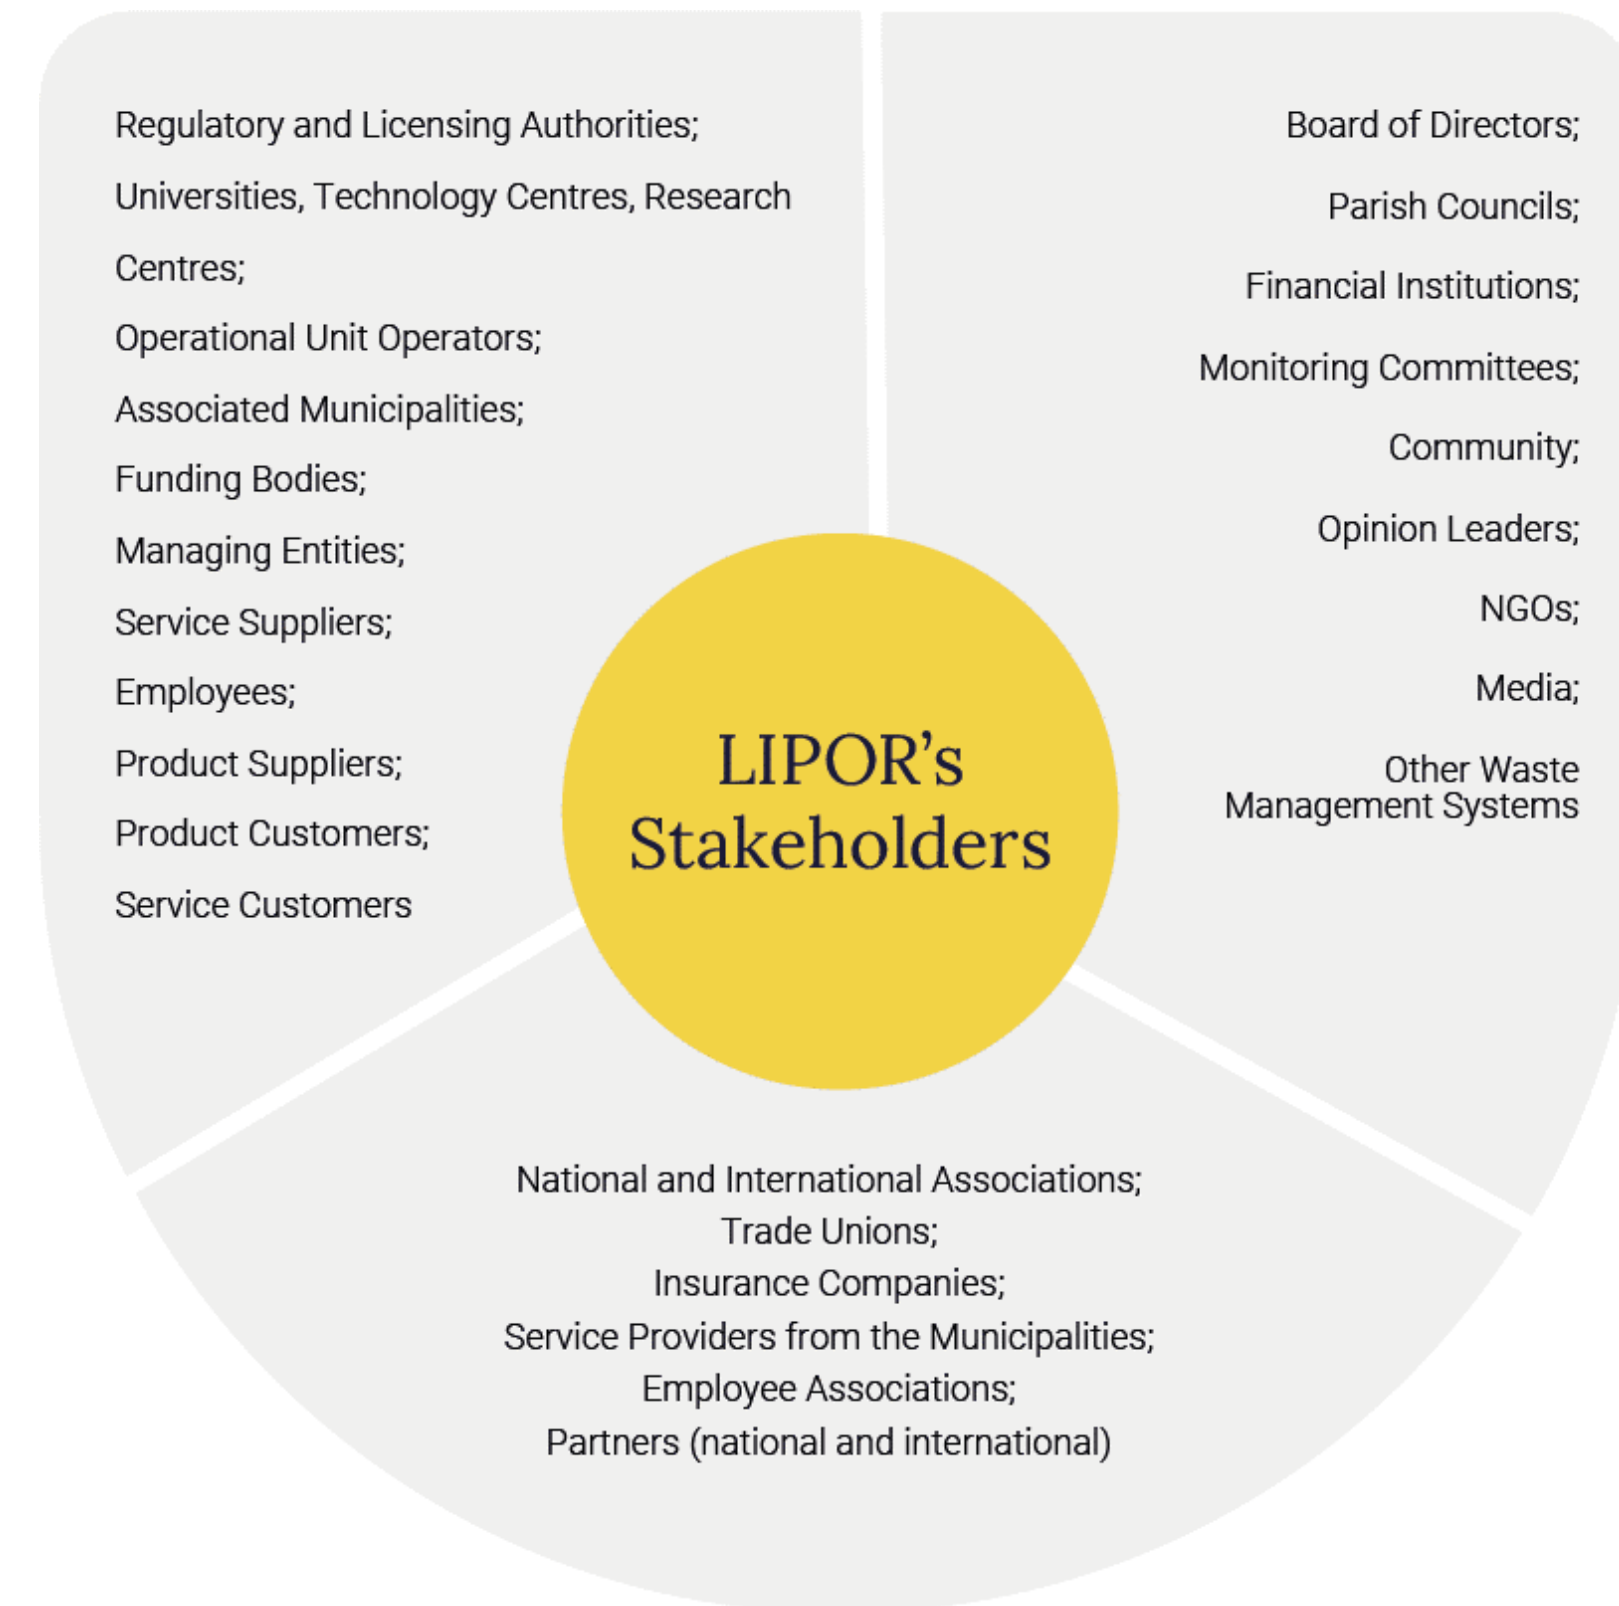 Regulatory and Licensing Authorities;
Universities, Technology Centres, Research
Centres;
Operational Unit Operators;
Associated Municipalities;
Funding Bodies;
Managing Entities;
Service Suppliers;
Employees;
Product Suppliers;
Product Customers;
Service Customers
Board of Directors;
Parish Councils;
Financial Institutions;
Monitoring Committees;
Community;
Opinion Leaders;
NGOs;
Media;
Other Waste
Management Systems
LIPOR’s
Stakeholders
National and International Associations;
Trade Unions;
Insurance Companies;
Service Providers from the Municipalities;
Employee Associations;
Partners (national and international)